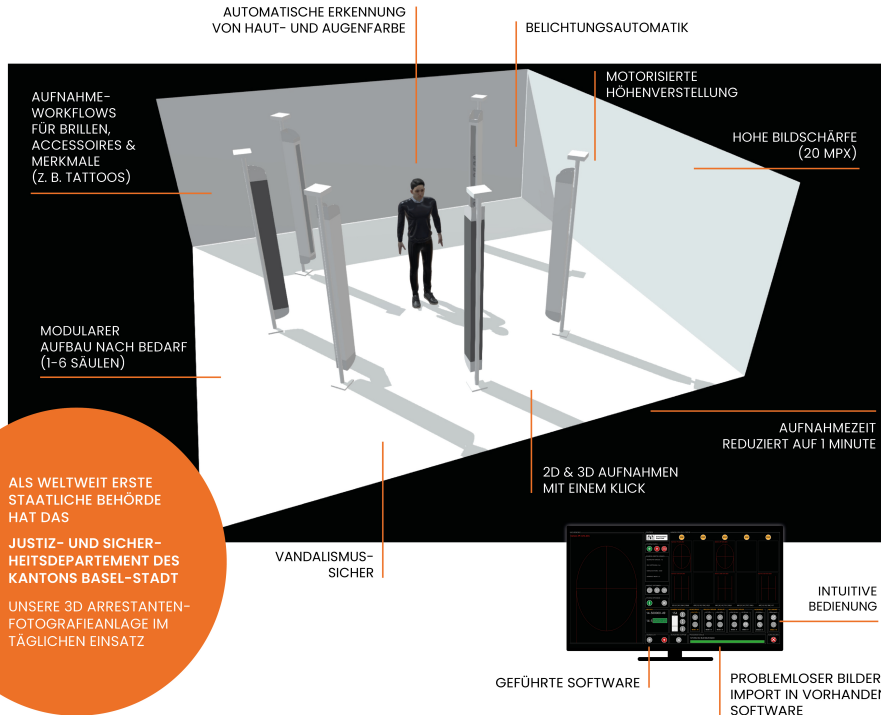 AUTOMATISCHE ERKENNUNG
VON HAUT- UND AUGENFARBE
BELICHTUNGSAUTOMATIK
AUFNAHME-
WORKFLOWS
FÜR BRILLEN,
ACCESSOIRES &
MERKMALE
(Z. B. TATTOOS)
MOTORISIERTE
HÖHENVERSTELLUNG
HOHE BILDSCHÄRFE
(20 MPX)
MODULARER
AUFBAU NACH BEDARF
(1-6 SÄULEN)
AUFNAHMEZEIT
REDUZIERT AUF 1 MINUTE
2D & 3D AUFNAHMEN
MIT EINEM KLICK
ALS WELTWEIT ERSTE
STAATLICHE BEHÖRDE
HAT DAS
JUSTIZ- UND SICHER-
HEITSDEPARTEMENT DES
KANTONS BASEL-STADT
UNSERE 3D ARRESTANTEN-
FOTOGRAFIEANLAGE IM
TÄGLICHEN EINSATZ
VANDALISMUS-
SICHER
INTUITIVE
BEDIENUNG
GEFÜHRTE SOFTWARE
PROBLEMLOSER BILDER
IMPORT IN VORHANDEN
SOFTWARE